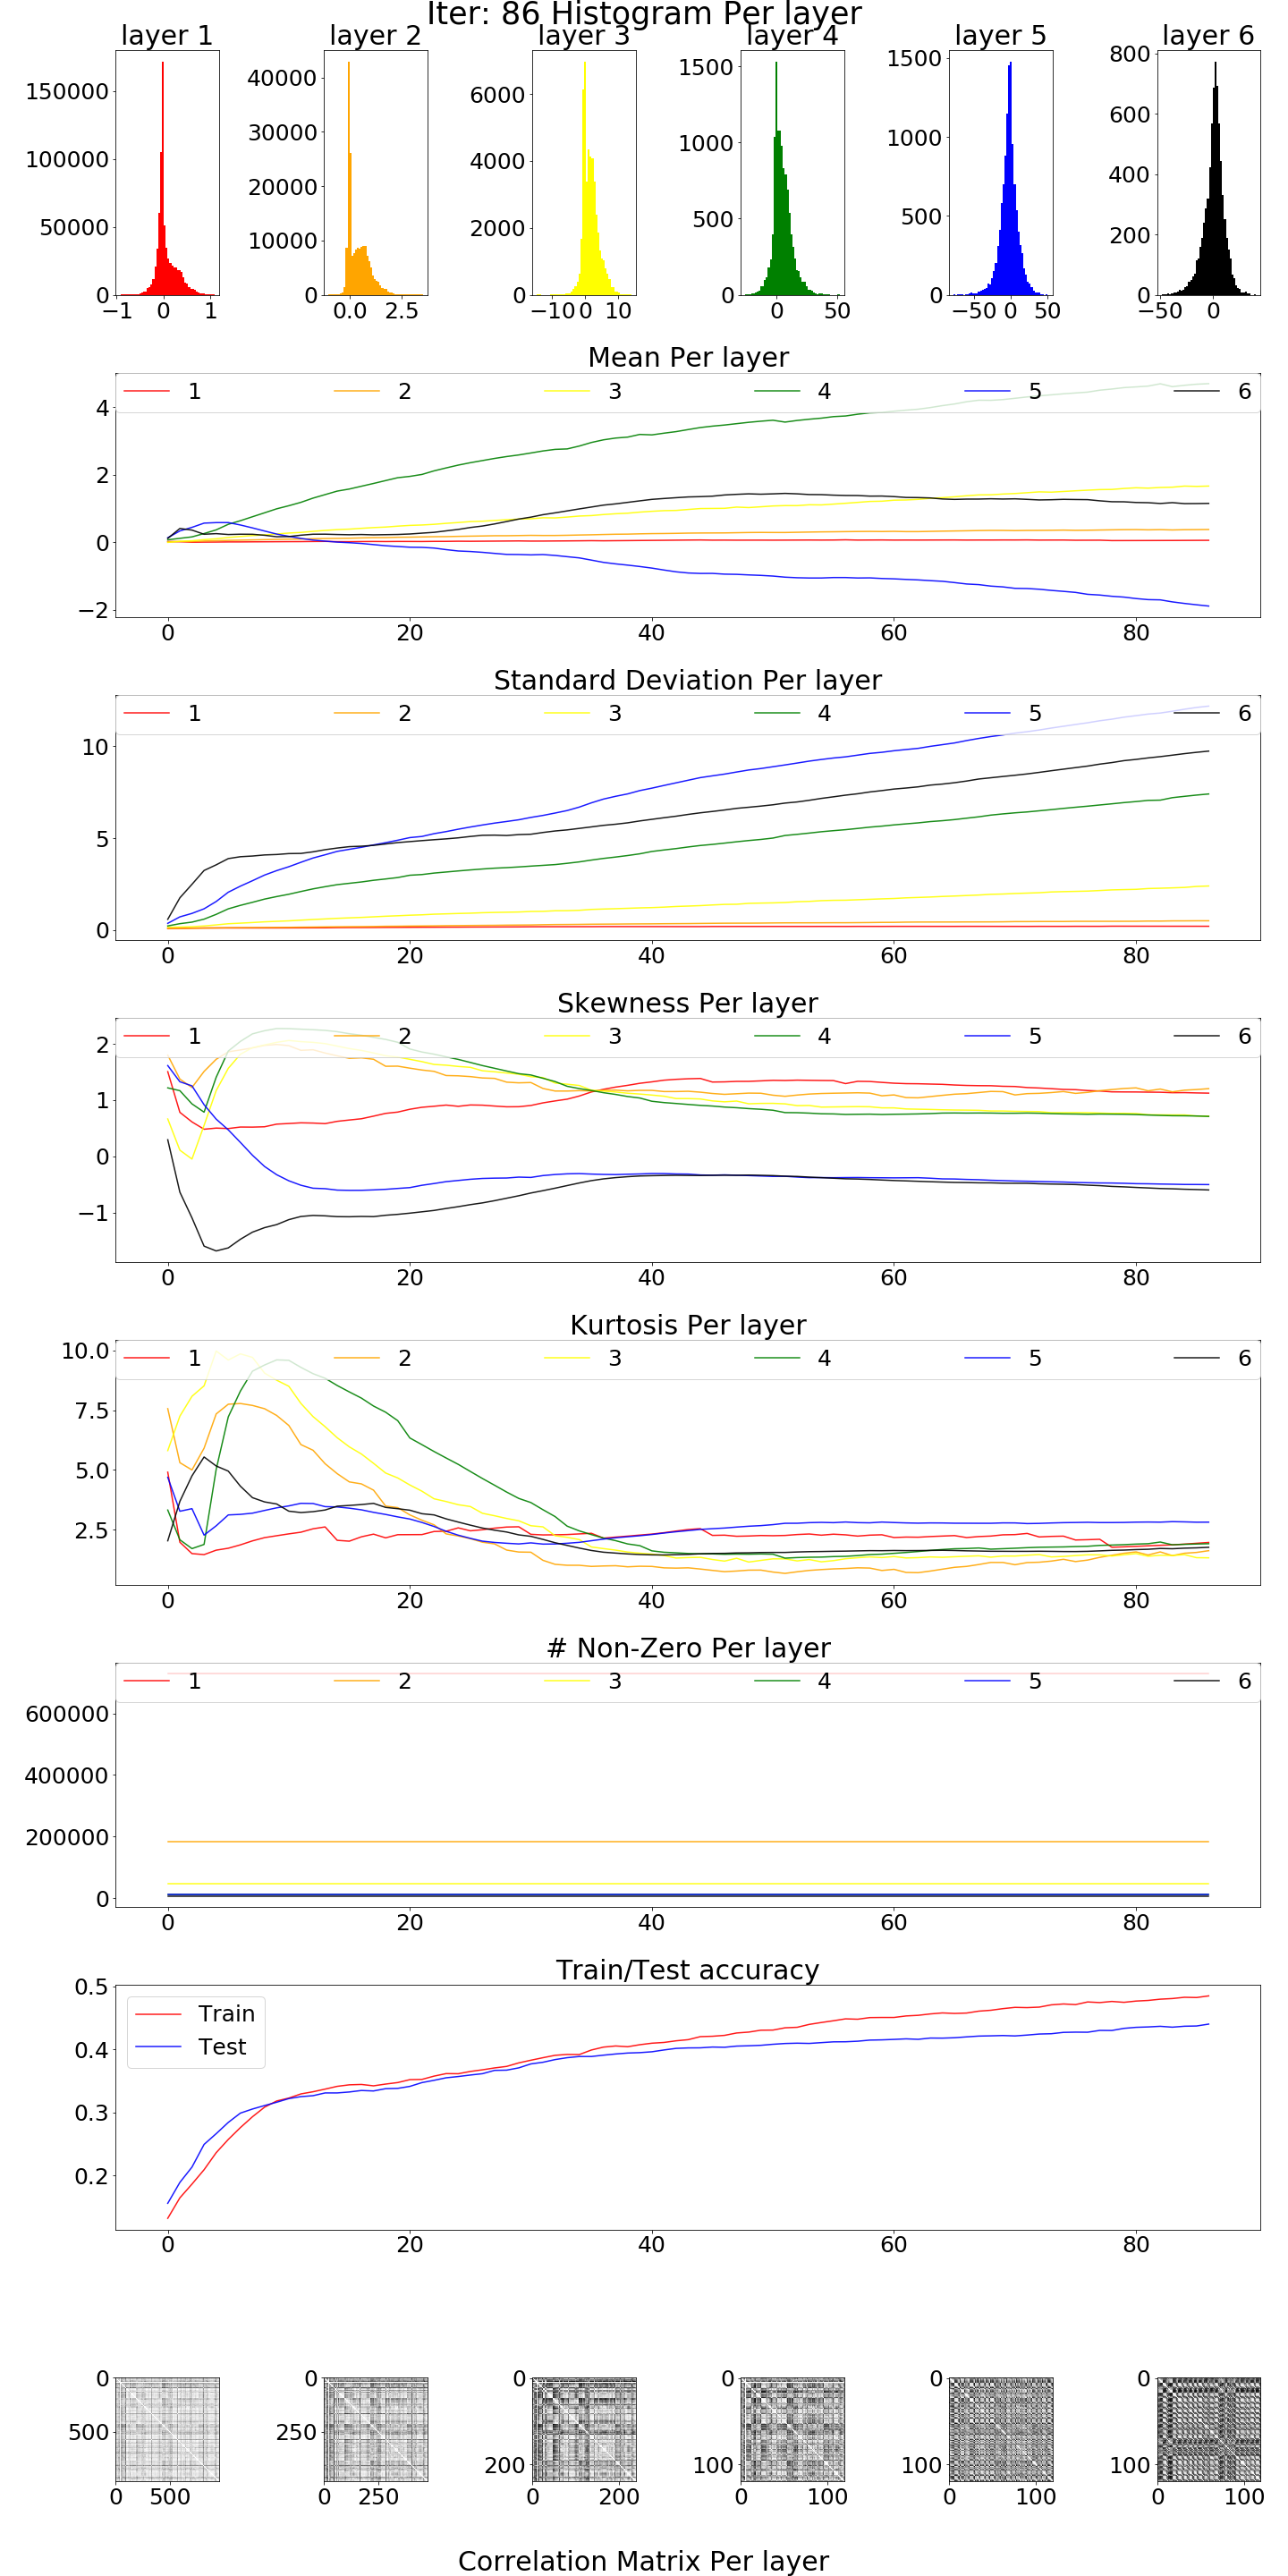 Iter: 86 Histogram Per layer
layer 1 layer 2 layer 3 layer 4 layer 5 layer 6
150000 100000 50000 0 −1 0 1
40000 30000 20000 10000 0 0.0 2.5
6000 4000 2000 0 −10 0 10
1500 1000 500 0 0 50
1500 1000 500 0 −50 0 50
800 600 400 200 0 −50 0
Mean Per layer
1 2 3 4 5 6
4
2
0
−2
0 20 40 60 80
Standard Deviation Per layer
1 2 3 4 5 6
10
5
0
0 20 40 60 80
Skewness Per layer
1 2 3 4 5 6
2
1
0
−1
0 20 40 60 80
Kurtosis Per layer
1 2 3 4 5 6
10.0
7.5
5.0
2.5
0 20 40 60 80
# Non-Zero Per layer
1 2 3 4 5 6
600000
400000
200000
0
0 20 40 60 80
Train/Test accuracy
0.5
Train
Test
0.4
0.3
0.2
0 20 40 60 80
0 500 0 500
0 250 0 250
0 200 0 200
0 100 0 100
0 100 0 100
0 100 0 100
Correlation Matrix Per layer